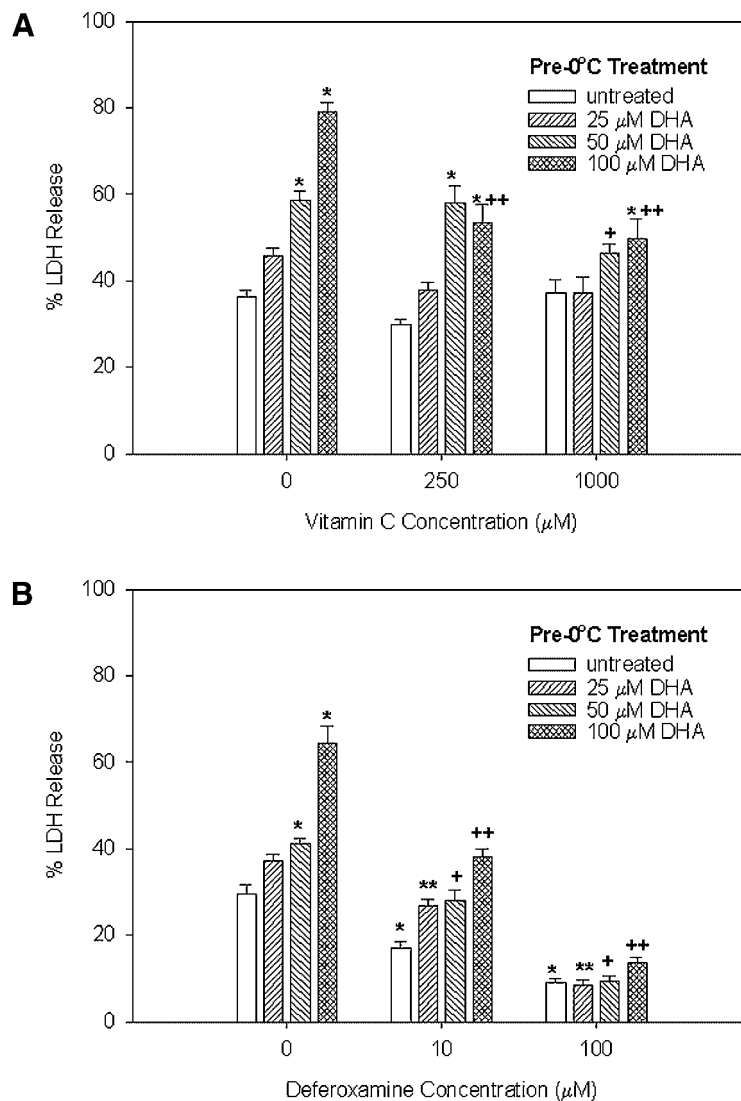 A
100
80
60
40
20
0
% LDH Release
Pre-0°C Treatment
untreated
25 μM DHA
50 μM DHA
100 μM DHA
*
*
*
*++
+
*++
0 250 1000
Vitamin C Concentration (μM)
B
100
80
60
40
20
0
% LDH Release
Pre-0°C Treatment
untreated
25 μM DHA
50 μM DHA
100 μM DHA
*
*
*
**
+
++
*
**
+
++
0 10 100
Deferoxamine Concentration (μM)